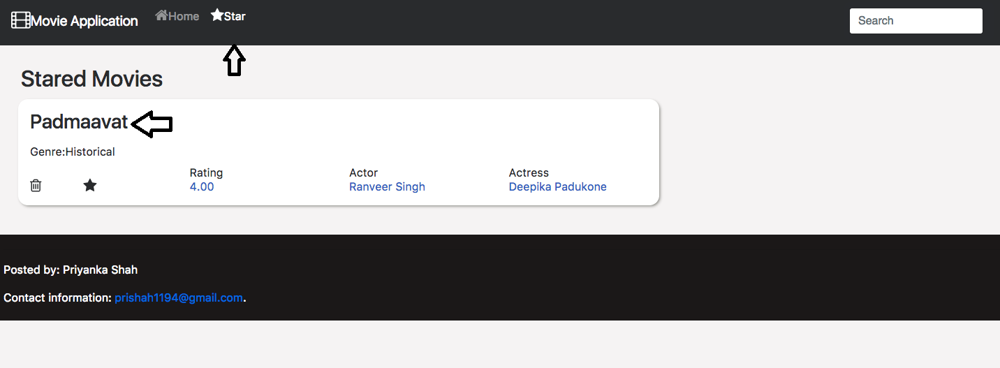 Movie Application Home Star Search
Stared Movies
Padmaavat
Genre:Historical
Rating Actor Actress
4.00 Ranveer Singh Deepika Padukone
Posted by: Priyanka Shah
Contact information: prishah1194@gmail.com.